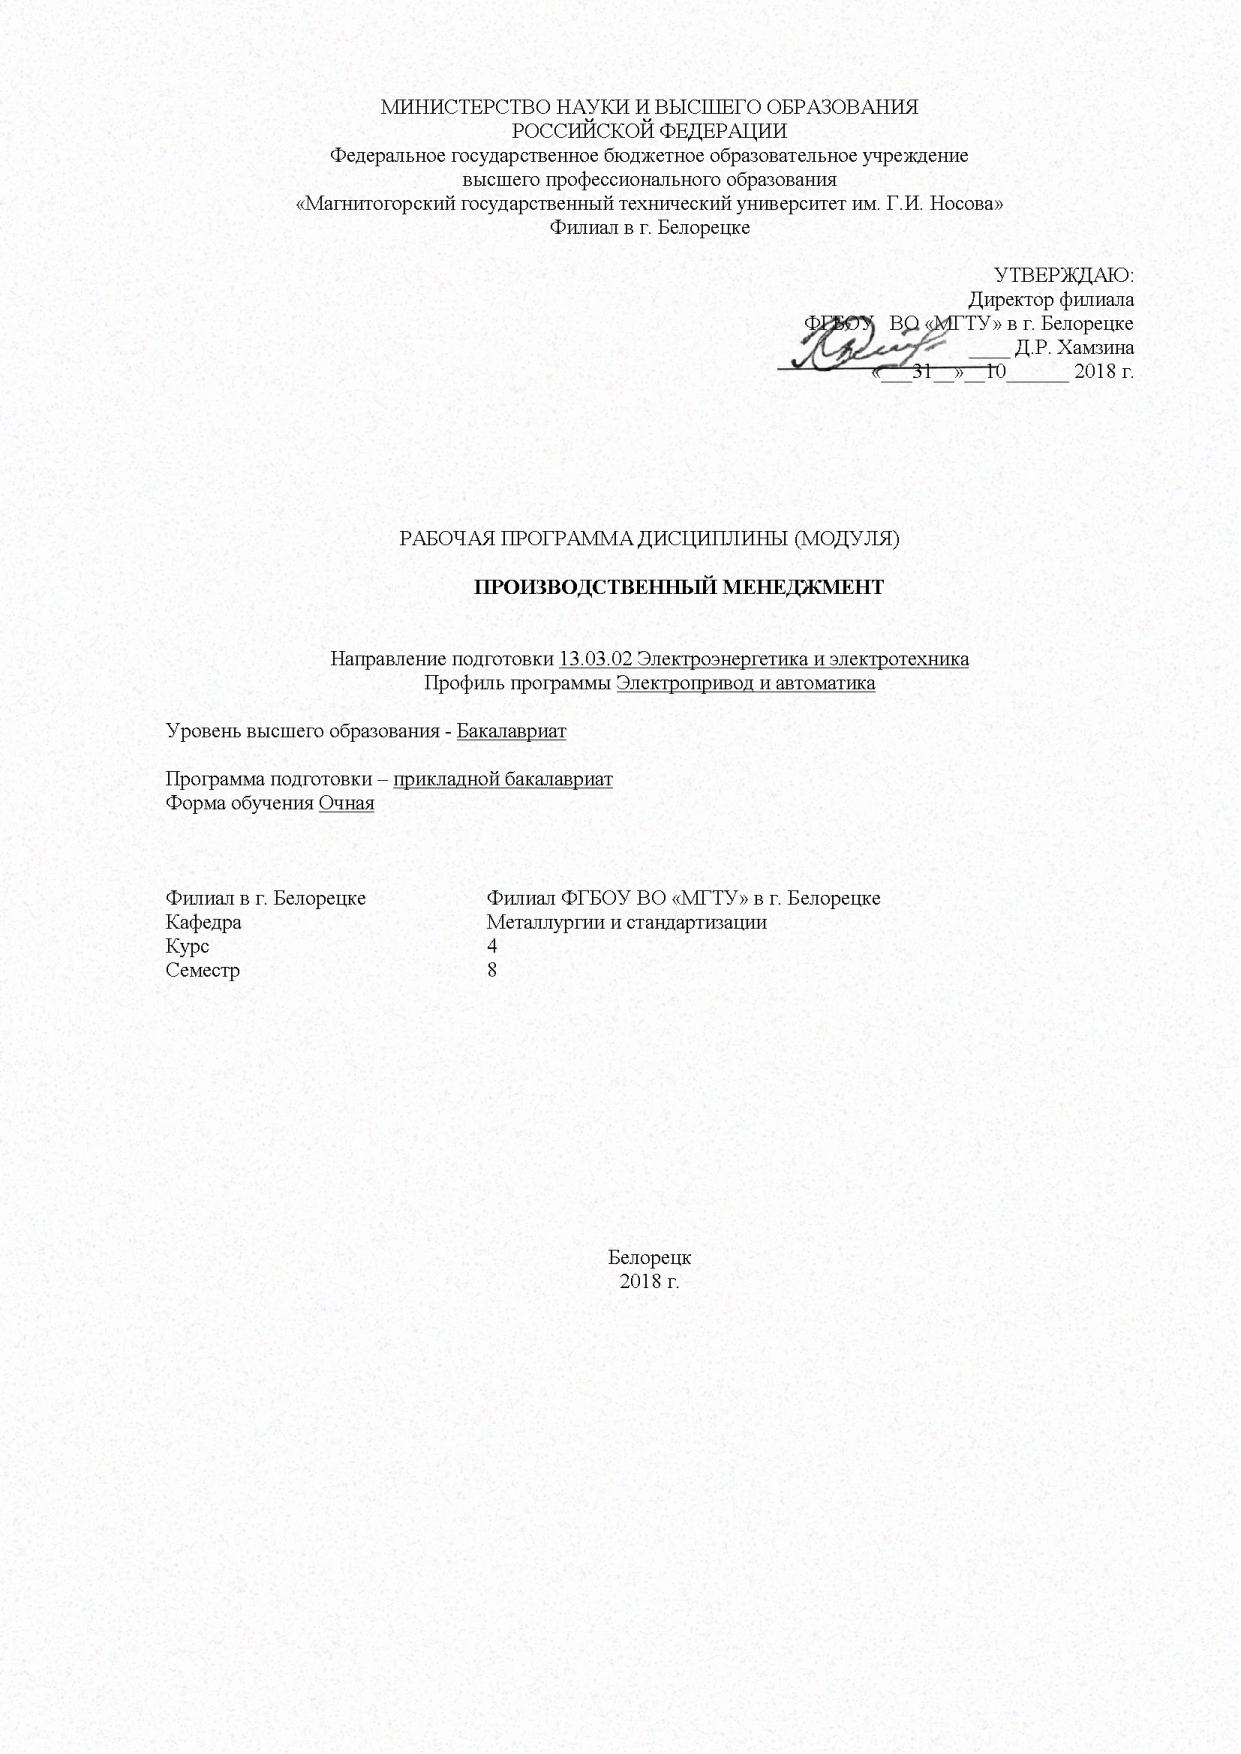 МИНИСТЕРСТВО НАУКИ И ВЫСШЕГО ОБРАЗОВАНИЯ
РОССИЙСКОЙ ФЕДЕРАЦИИ
Федеральное государственное бюджетное образовательное учреждение
высшего профессионального образования
«Магнитогорский государственный технический университет им. Г.И. Носова»
Филиал в г. Белорецке
УТВЕРЖДАЮ:
Директор филиала
ФГБОУ ВО «МГТУ» в г. Белорецке
____ Д.Р. Хамзина
«___31__»__10______ 2018 г.
РАБОЧАЯ ПРОГРАММА ДИСЦИПЛИНЫ (МОДУЛЯ)
ПРОИЗВОДСТВЕННЫЙ МЕНЕДЖМЕНТ
Направление подготовки 13.03.02 Электроэнергетика и электротехника
Профиль программы Электропривод и автоматика
Уровень высшего образования - Бакалавриат
Программа подготовки – прикладной бакалавриат
Форма обучения Очная
Филиал в г. Белорецке Филиал ФГБОУ ВО «МГТУ» в г. Белорецке
Кафедра Металлургии и стандартизации
Курс 4
Семестр 8
Белорецк
2018 г.